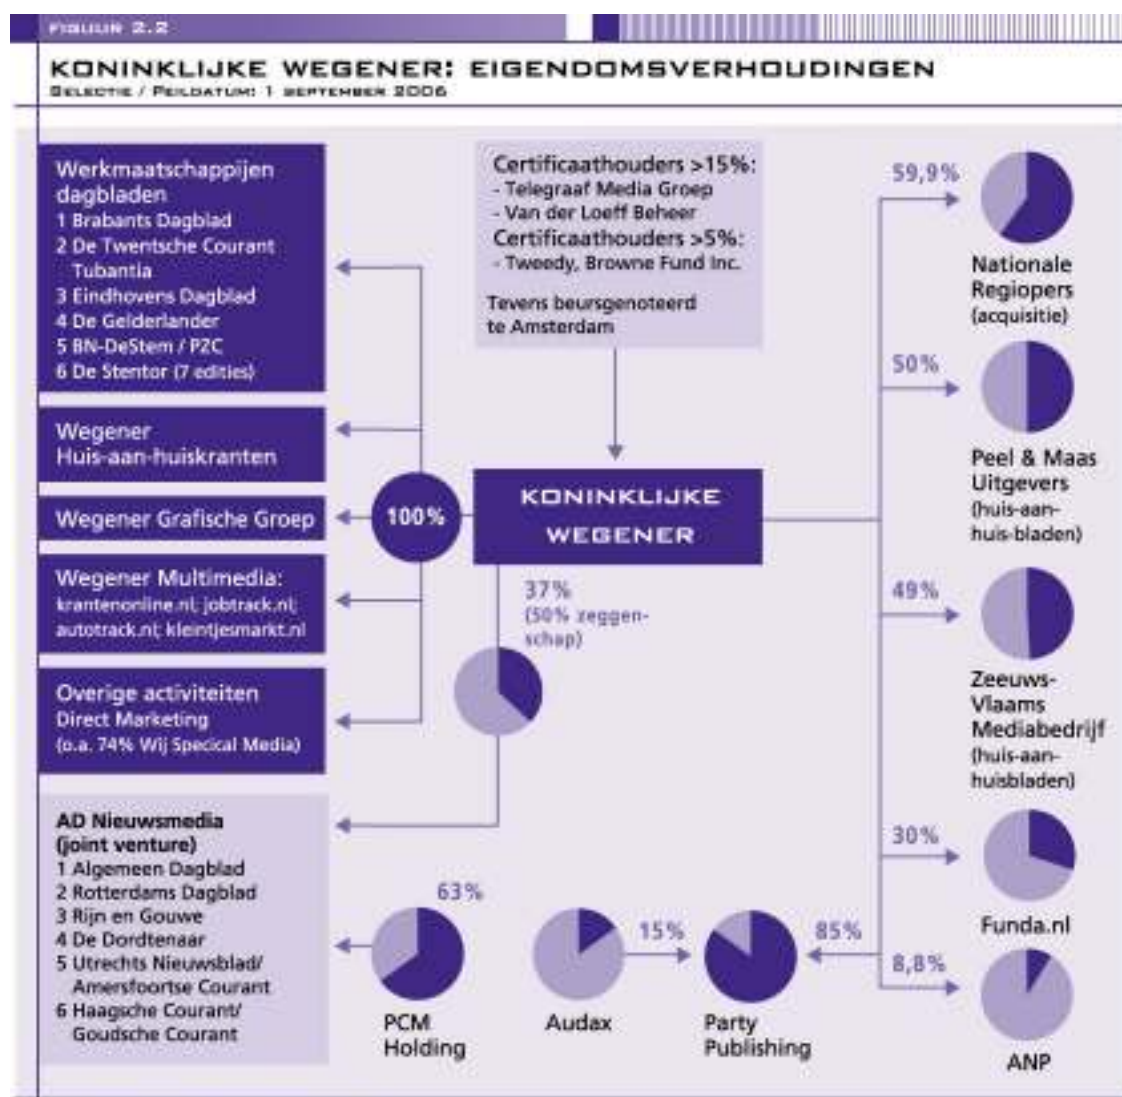 FIGUUR 2.2
KONINKLIJKE WEGENER: EIGENDOMSVERHOUDINGEN
SELECTIE / PEILDATUM: 1 SEPTEMBER 2006
Werkmaatschappijen
dagbladen
1 Brabants Dagblad
2 De Twentsche Courant
Tubantia
3 Eindhovens Dagblad
4 De Gelderlander
5 BN-DeStem / PZC
6 De Stentor (7 edities)
Wegener
Huis-aan-huiskranten
Wegener Grafische Groep
Wegener Multimedia:
krantenonline.nl; jobtrack.nl;
autotrack.nl; kleintjesmarkt.nl
Overige activiteiten
Direct Marketing
(o.a. 74% Wij Specical Media)
AD Nieuwsmedia
(joint venture)
1 Algemeen Dagblad
2 Rotterdams Dagblad
3 Rijn en Gouwe
4 De Dordtenaar
5 Utrechts Nieuwsblad/
Amersfoortse Courant
6 Haagsche Courant/
Goudsche Courant
Certificaathouders >15%:
- Telegraaf Media Groep
- Van der Loeff Beheer
Certificaathouders >5%:
- Tweedy, Browne Fund Inc.
Tevens beursgenoteerd
te Amsterdam
100%
KONINKLIJKE
WEGENER
37%
(50% zeggen-
schap)
63%
PCM
Holding
Audax
15%
Party
Publishing
85%
59,9%
Nationale
Regiopers
(acquisitie)
50%
Peel & Maas
Uitgevers
(huis-aan-
huis-bladen)
49%
Zeeuws-
Vlaams
Mediabedrijf
(huis-aan-
huisbladen)
30%
Funda.nl
8,8%
ANP